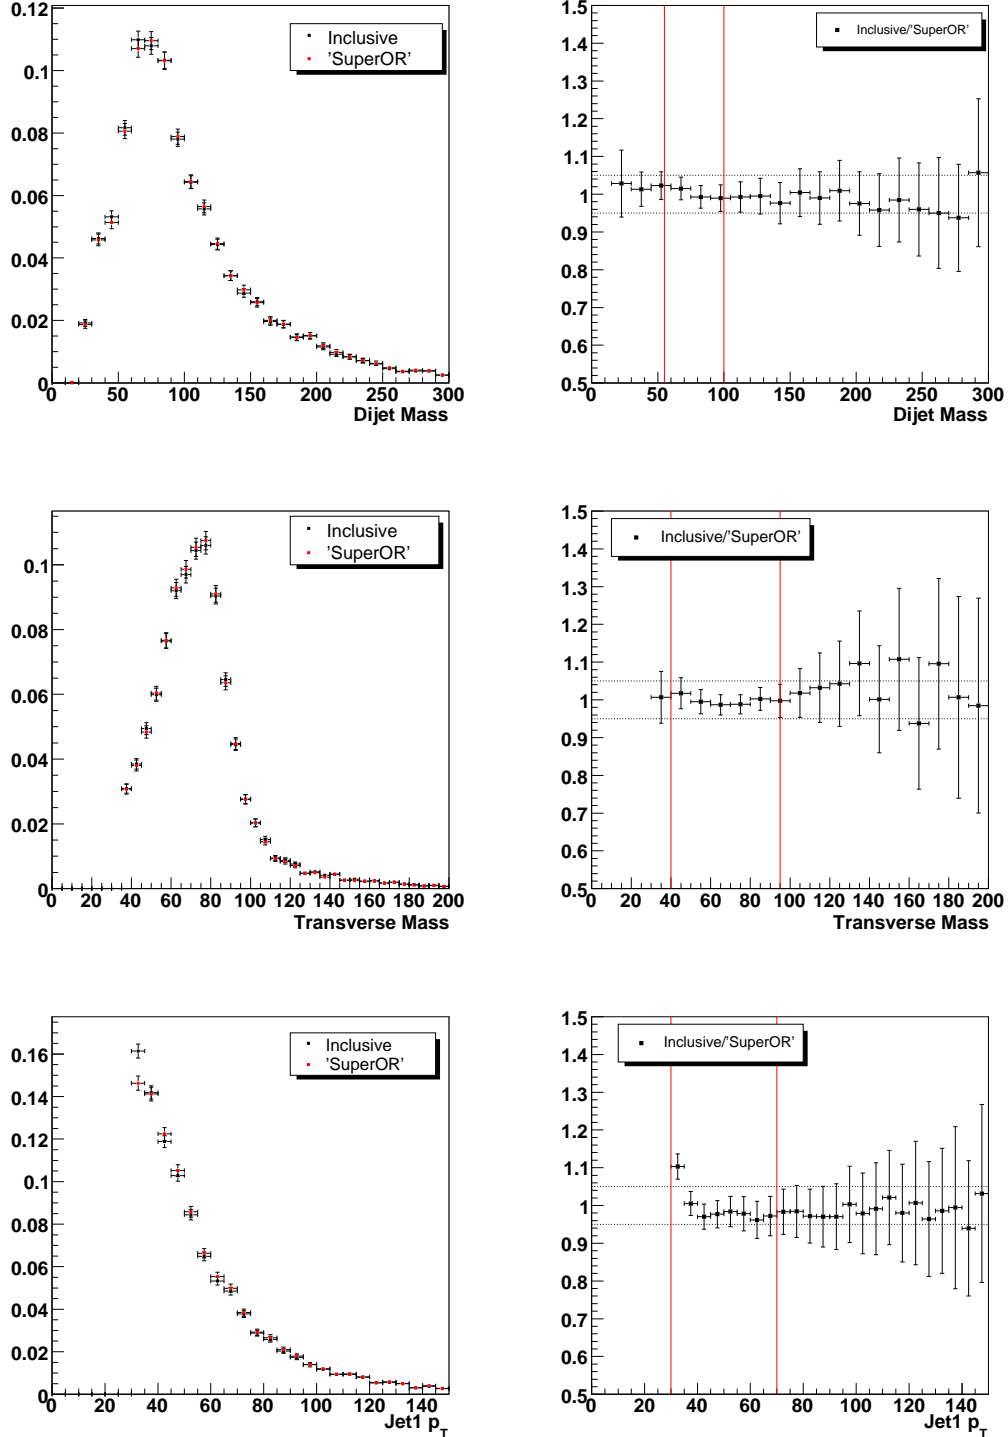 0.12
0.1
0.08
0.06
0.04
0.02
0
0 50 100 150 200 250 300
Dijet Mass
Inclusive
'SuperOR'
1.5
1.4
1.3
1.2
1.1
1
0.9
0.8
0.7
0.6
0.5
0 50 100 150 200 250 300
Dijet Mass
Inclusive/'SuperOR'
0.1
0.08
0.06
0.04
0.02
0
0 20 40 60 80 100 120 140 160 180 200
Transverse Mass
Inclusive
'SuperOR'
1.5
1.4
1.3
1.2
1.1
1
0.9
0.8
0.7
0.6
0.5
0 20 40 60 80 100 120 140 160 180 200
Transverse Mass
Inclusive/'SuperOR'
0.16
0.14
0.12
0.1
0.08
0.06
0.04
0.02
0
0 20 40 60 80 100 120 140
Jet1 p_T
Inclusive
'SuperOR'
1.5
1.4
1.3
1.2
1.1
1
0.9
0.8
0.7
0.6
0.5
0 20 40 60 80 100 120 140
Jet1 p_T
Inclusive/'SuperOR'